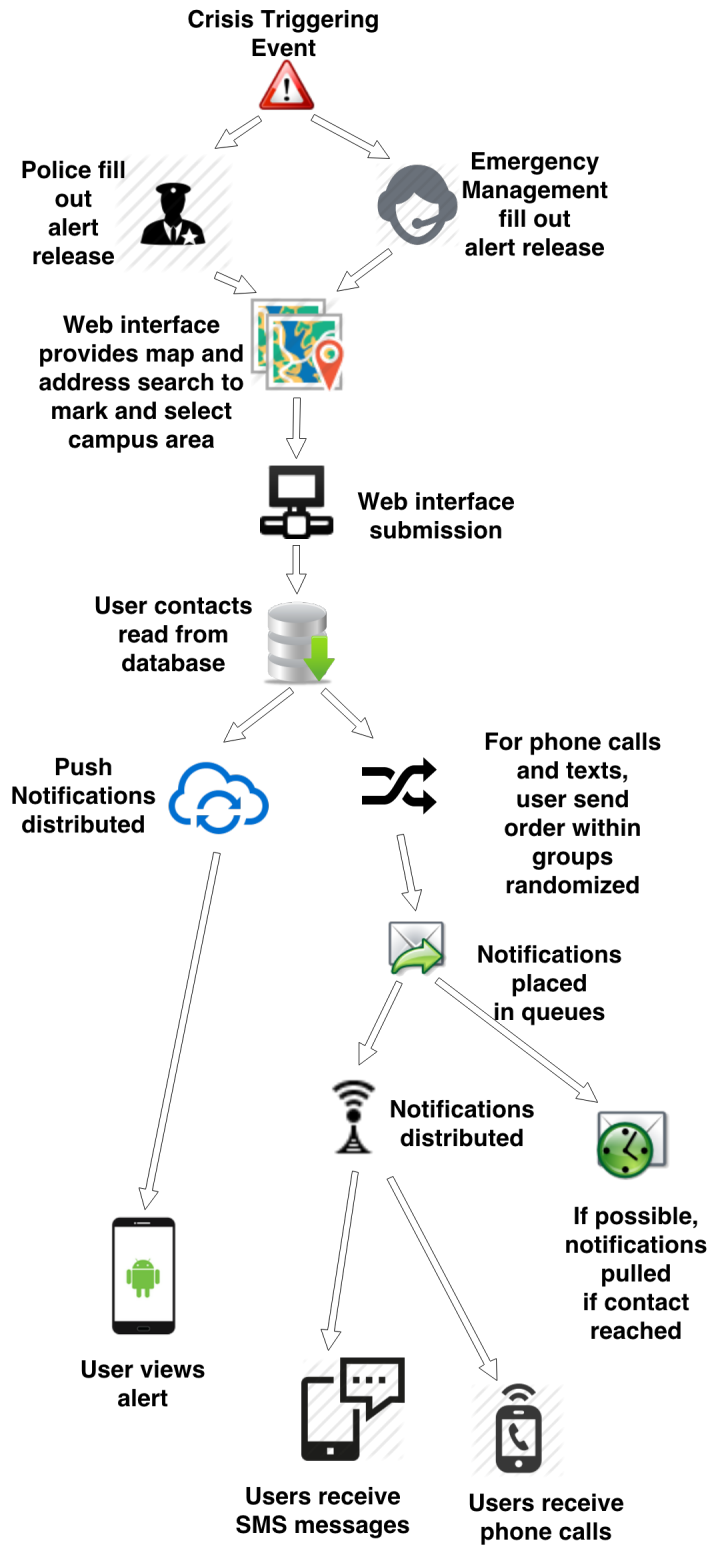 Crisis Triggering
Event
Police fill
out
alert
release
Emergency
Management
fill out
alert release
Web interface
provides map and
address search to
mark and select
campus area
Web interface
submission
User contacts
read from
database
Push
Notifications
distributed
For phone calls
and texts,
user send
order within
groups
randomized
Notifications
placed
in queues
Notifications
distributed
If possible,
notifications
pulled
if contact
reached
User views
alert
Users receive
SMS messages
Users receive
phone calls